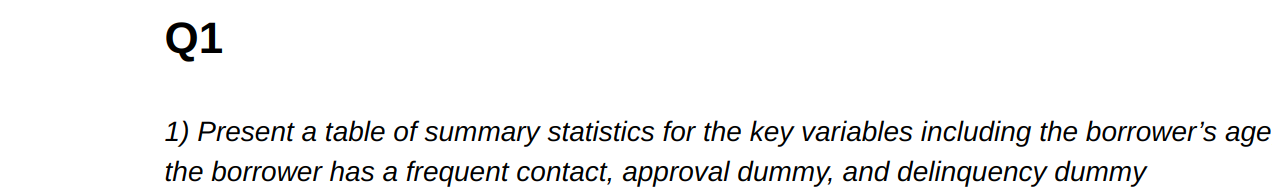 Q1
1) Present a table of summary statistics for the key variables including the borrower’s age
the borrower has a frequent contact, approval dummy, and delinquency dummy